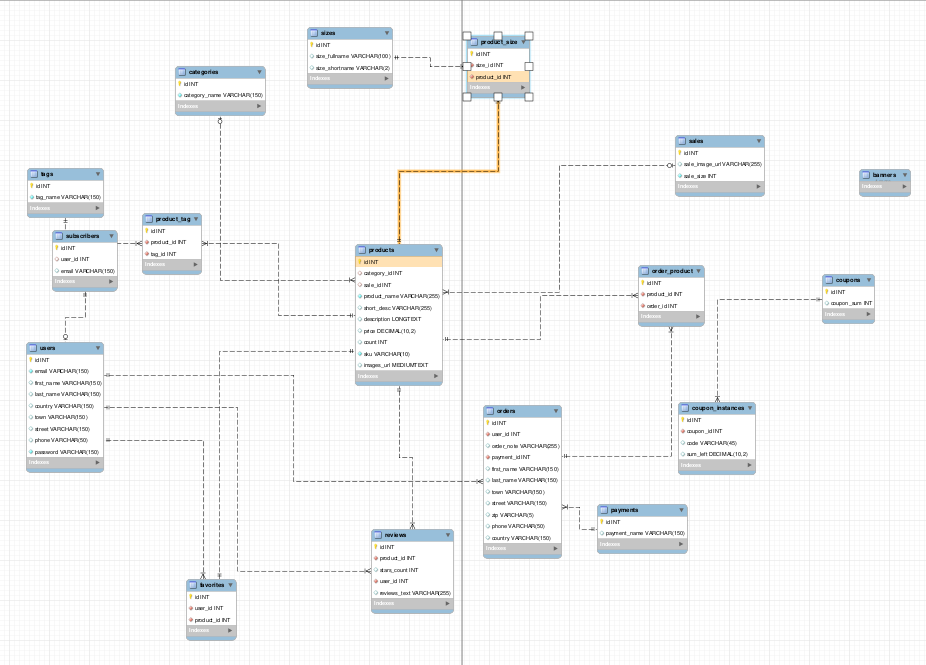 sizes
id INT
size_fullname VARCHAR(100)
size_shortname VARCHAR(2)
Indexes
product_size
id INT
size_id INT
product_id INT
Indexes
categories
id INT
category_name VARCHAR(150)
Indexes
sales
id INT
sale_image_url VARCHAR(255)
sale_size INT
Indexes
banners
Indexes
tags
id INT
tag_name VARCHAR(150)
Indexes
product_tag
id INT
product_id INT
tag_id INT
Indexes
subscribers
id INT
user_id INT
email VARCHAR(150)
Indexes
products
id INT
category_id INT
sale_id INT
product_name VARCHAR(255)
short_desc VARCHAR(255)
description LONGTEXT
price DECIMAL(10,2)
count INT
sku VARCHAR(10)
images_url MEDIUMTEXT
Indexes
order_product
id INT
product_id INT
order_id INT
Indexes
coupons
id INT
coupon_sum INT
Indexes
users
id INT
email VARCHAR(150)
first_name VARCHAR(150)
last_name VARCHAR(150)
country VARCHAR(150)
town VARCHAR(150)
street VARCHAR(150)
phone VARCHAR(50)
password VARCHAR(150)
Indexes
orders
id INT
user_id INT
order_note VARCHAR(255)
payment_id INT
first_name VARCHAR(150)
last_name VARCHAR(150)
town VARCHAR(150)
street VARCHAR(150)
zip VARCHAR(5)
phone VARCHAR(50)
country VARCHAR(150)
Indexes
coupon_instances
id INT
coupon_id INT
code VARCHAR(45)
sum_left DECIMAL(10,2)
Indexes
payments
id INT
payment_name VARCHAR(150)
Indexes
reviews
id INT
product_id INT
stars_count INT
user_id INT
reviews_text VARCHAR(255)
Indexes
favorites
id INT
user_id INT
product_id INT
Indexes